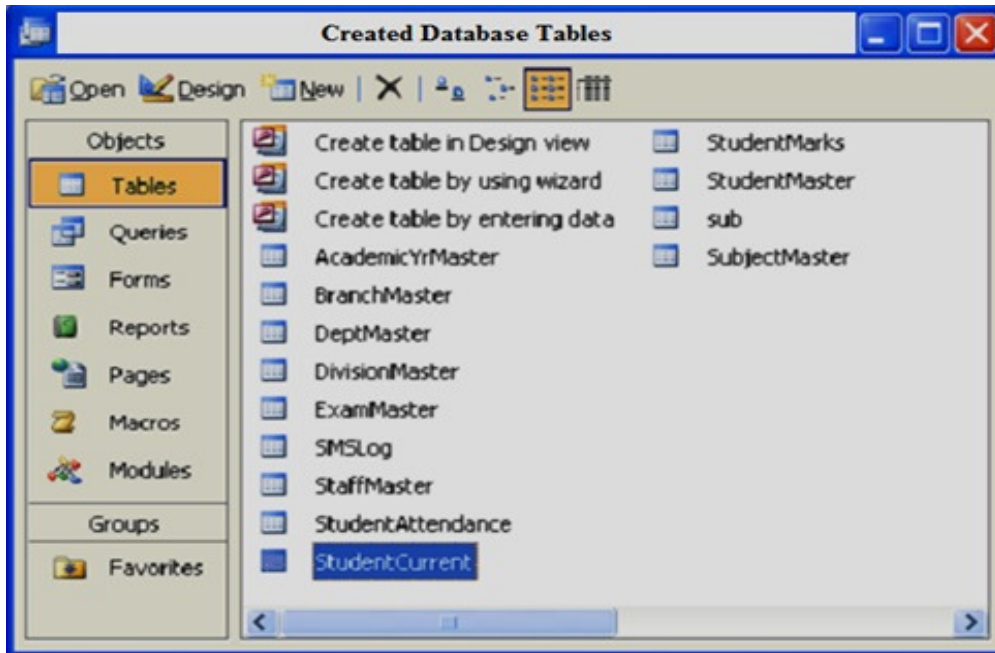 Created Database Tables
Open Design New
Objects
Tables
Queries
Forms
Reports
Pages
Macros
Modules
Groups
Favorites
Create table in Design view
Create table by using wizard
Create table by entering data
AcademicYrMaster
BranchMaster
DeptMaster
DivisionMaster
ExamMaster
SMSLog
StaffMaster
StudentAttendance
StudentCurrent
StudentMarks
StudentMaster
sub
SubjectMaster